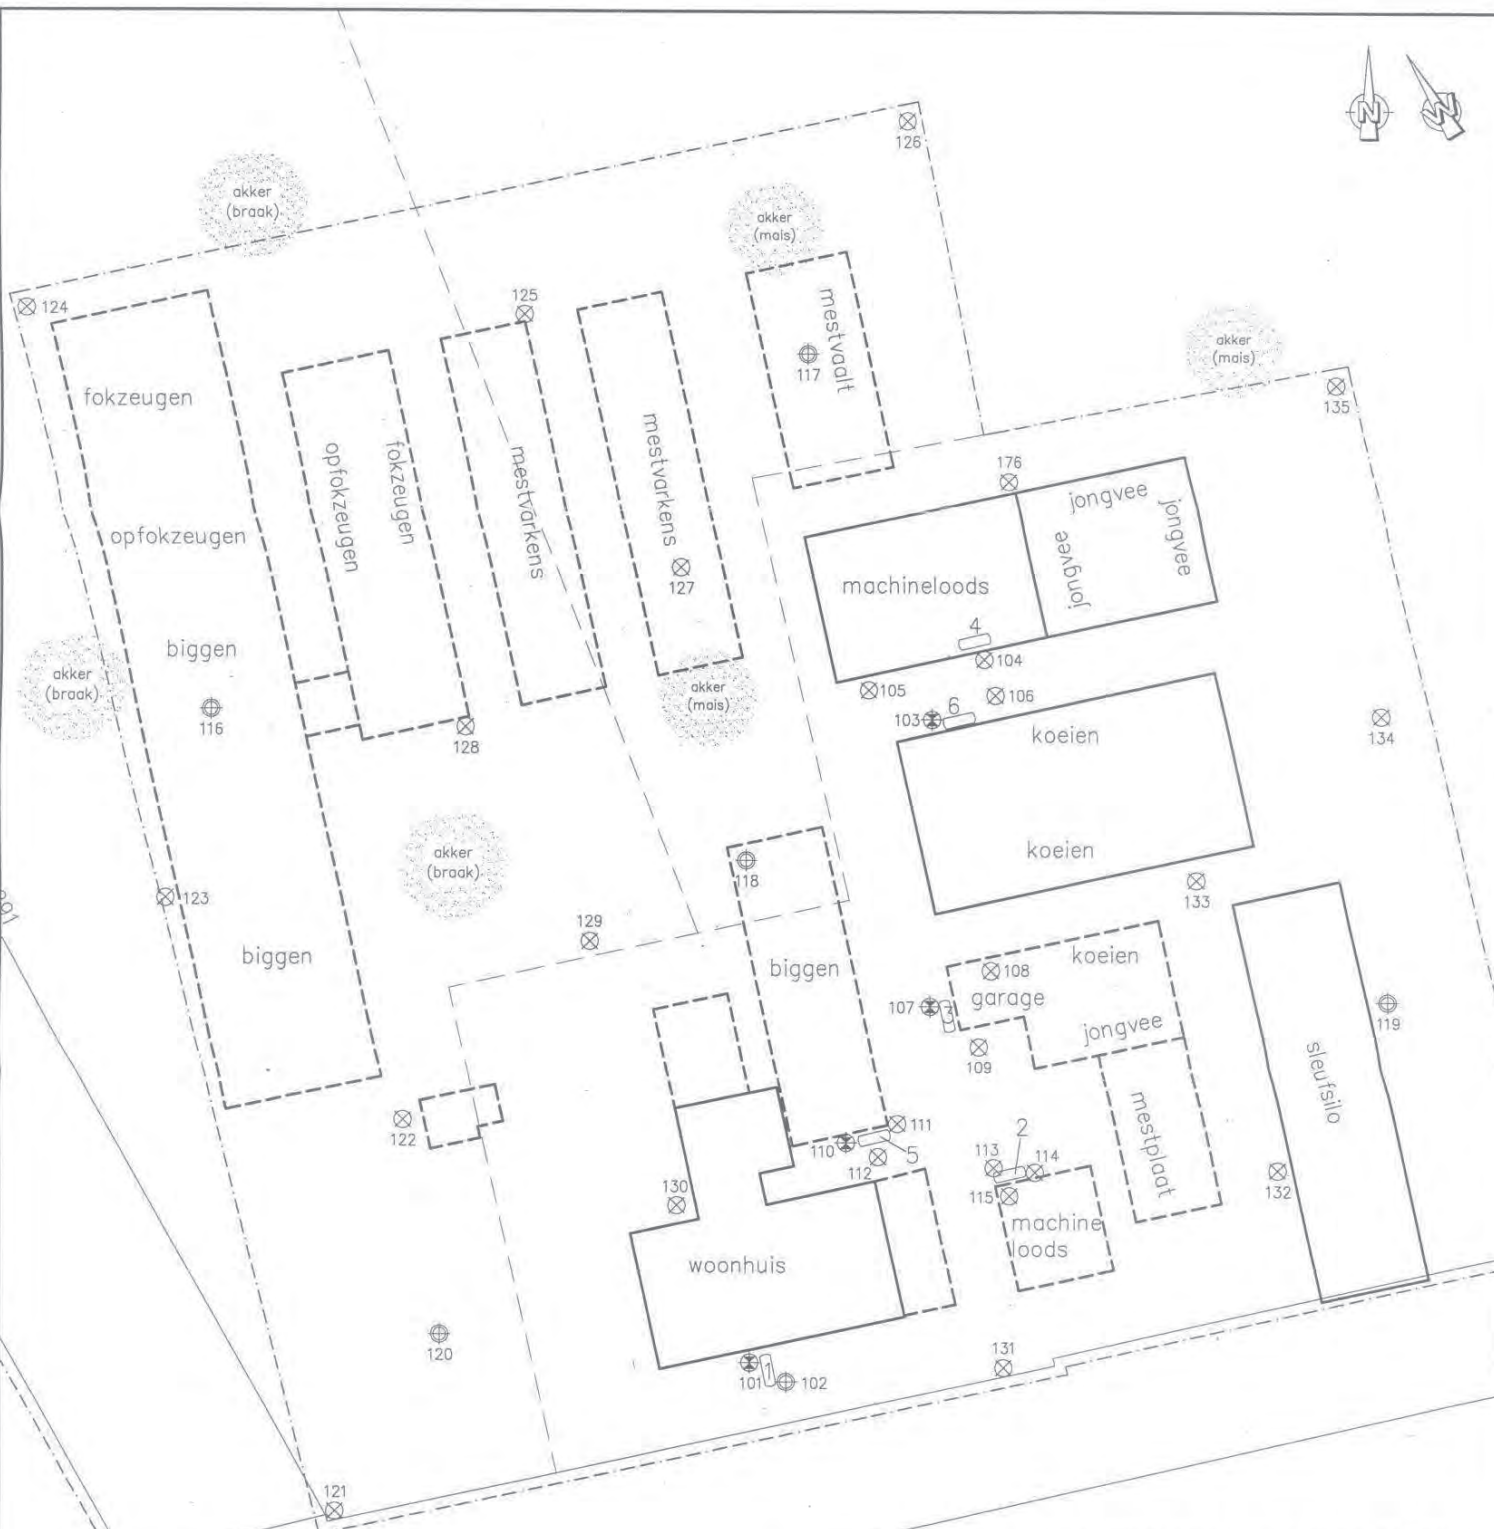 N
N
126
akker
(braak)
akker
(mais)
124
125
mestvaalt
117
akker
(mais)
135
fokzeugen
opfokzeugen
fokzeugen
mestvarkens
mestvarkens
127
176
jongvee
jongvee
jongvee
machineloods
opfokzeugen
biggen
4
104
105
106
akker
(braak)
116
akker
(mais)
103
6
koeien
134
128
koeien
akker
(braak)
118
133
123
129
biggen
biggen
108
koeien
107
3
garage
jongvee
109
119
sleufsilo
122
111
110
5
112
mestplaat
2
113
114
115
132
130
machine
loods
woonhuis
120
131
101
1
102
121